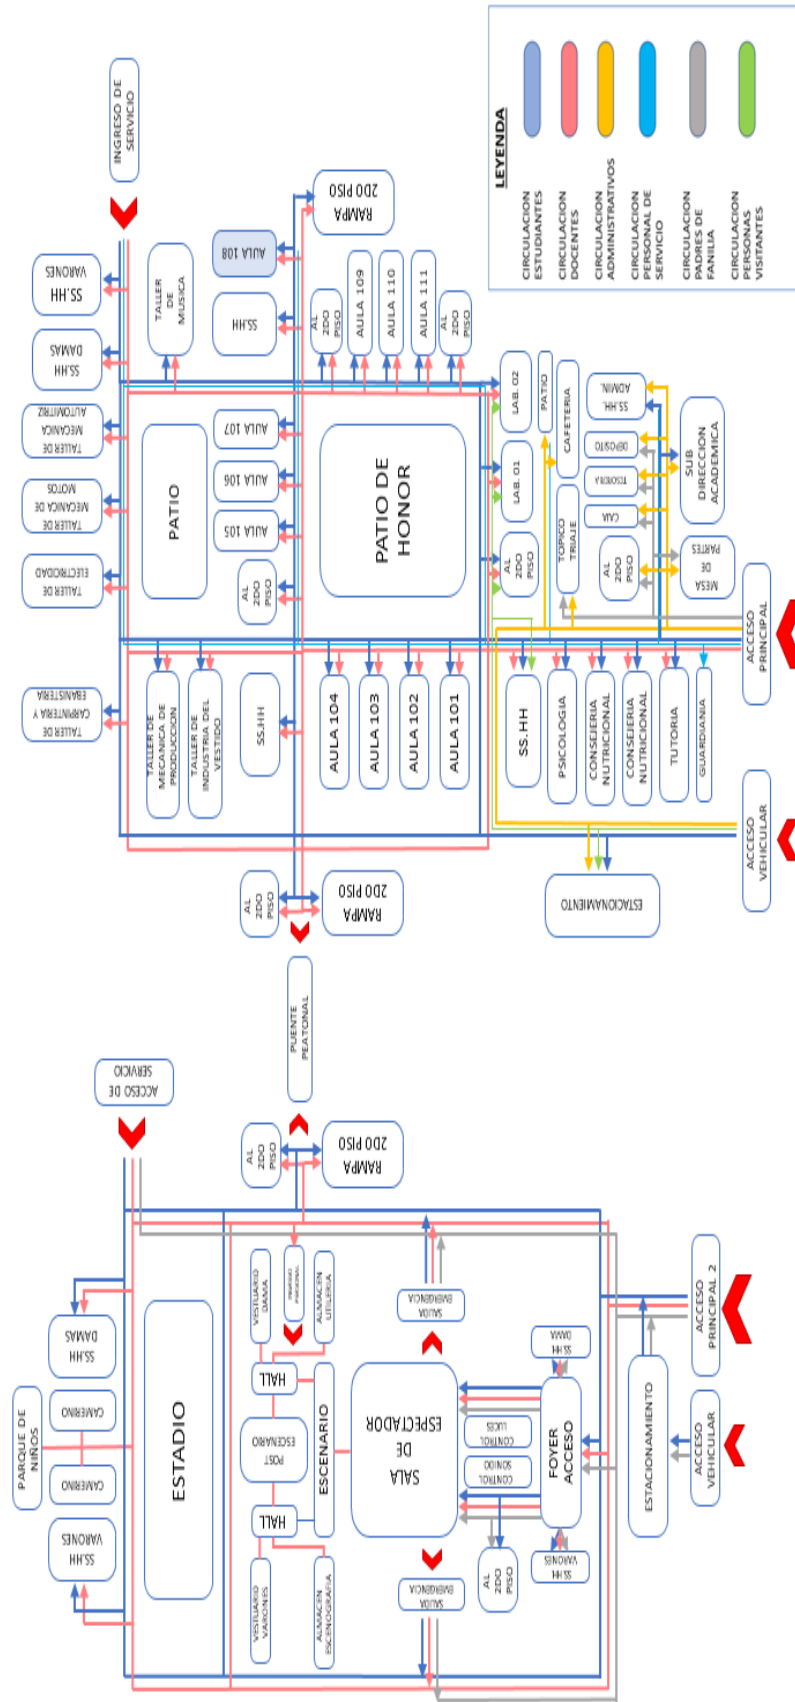 INGRESO DE
SERVICIO
SS.HH
VARONES
SS.HH
DAMAS
TALLER DE
MECANICA
AUTOMITRIZ
TALLER DE
MECANICA DE
MOTOS
TALLER DE
ELECTRICIDAD
TALLER DE
CARPINTERIA Y
EBANISTERIA
TALLER
DE
MUSICA
SS.HH
AULA 108
RAMPA
2DO PISO
PATIO
AULA 107
AULA 106
AULA 105
AL
2DO
PISO
TALLER DE
MECANICA DE
PRODUCCION
TALLER DE
INDUSTRIA DEL
VESTIDO
SS.HH
AL
2DO
PISO
RAMPA
2DO PISO
AL
2DO
PISO
AULA 109
AULA 110
AULA 111
AL
2DO
PISO
PATIO DE
HONOR
AULA 104
AULA 103
AULA 102
AULA 101
LAB. 02
LAB. 01
AL
2DO
PISO
PATIO
CAFETERIA
TOPICO
TRIAJE
SS.HH.
ADMIN.
DEPOSITO
TESORERIA
CAJA
AL
2DO
PISO
SUB
DIRECCION
ACADEMICA
MESA
DE
PARTES
SS.HH
PSICOLOGIA
CONSEJERIA
NUTRICIONAL
CONSEJERIA
NUTRICIONAL
TUTORIA
GUARDIANIA
ACCESO
PRINCIPAL
ACCESO
VEHICULAR
ESTACIONAMIENTO
LEYENDA
CIRCULACION
ESTUDIANTES
CIRCULACION
DOCENTES
CIRCULACION
ADMINISTRATIVOS
CIRCULACION
PERSONAL DE
SERVICIO
CIRCULACION
PADRES DE
FANILIA
CIRCULACION
PERSONAS
VISITANTES
PUENTE
PEATONAL
ACCESO DE
SERVICIO
AL
2DO
PISO
RAMPA
2DO PISO
PARQUE DE
NIÑOS
SS.HH
DAMAS
CAMERINO
CAMERINO
SS.HH
VARONES
ESTADIO
VESTUARIO
DAMA
INGRESO
ALMACEN
UTILERIA
HALL
POST
ESCENARIO
HALL
ESCENARIO
VESTUARIO
VARONES
ALMACEN
ESCENOGRAFIA
SALA
DE
ESPECTADOR
SALIDA
EMERGENCIA
SALIDA
EMERGENCIA
CONTROL
LUCES
CONTROL
SONIDO
FOYER
ACCESO
SS.HH.
DAMA
SS.HH.
VARONES
AL
2DO
PISO
ESTACIONAMIENTO
ACCESO
PRINCIPAL 2
ACCESO
VEHICULAR